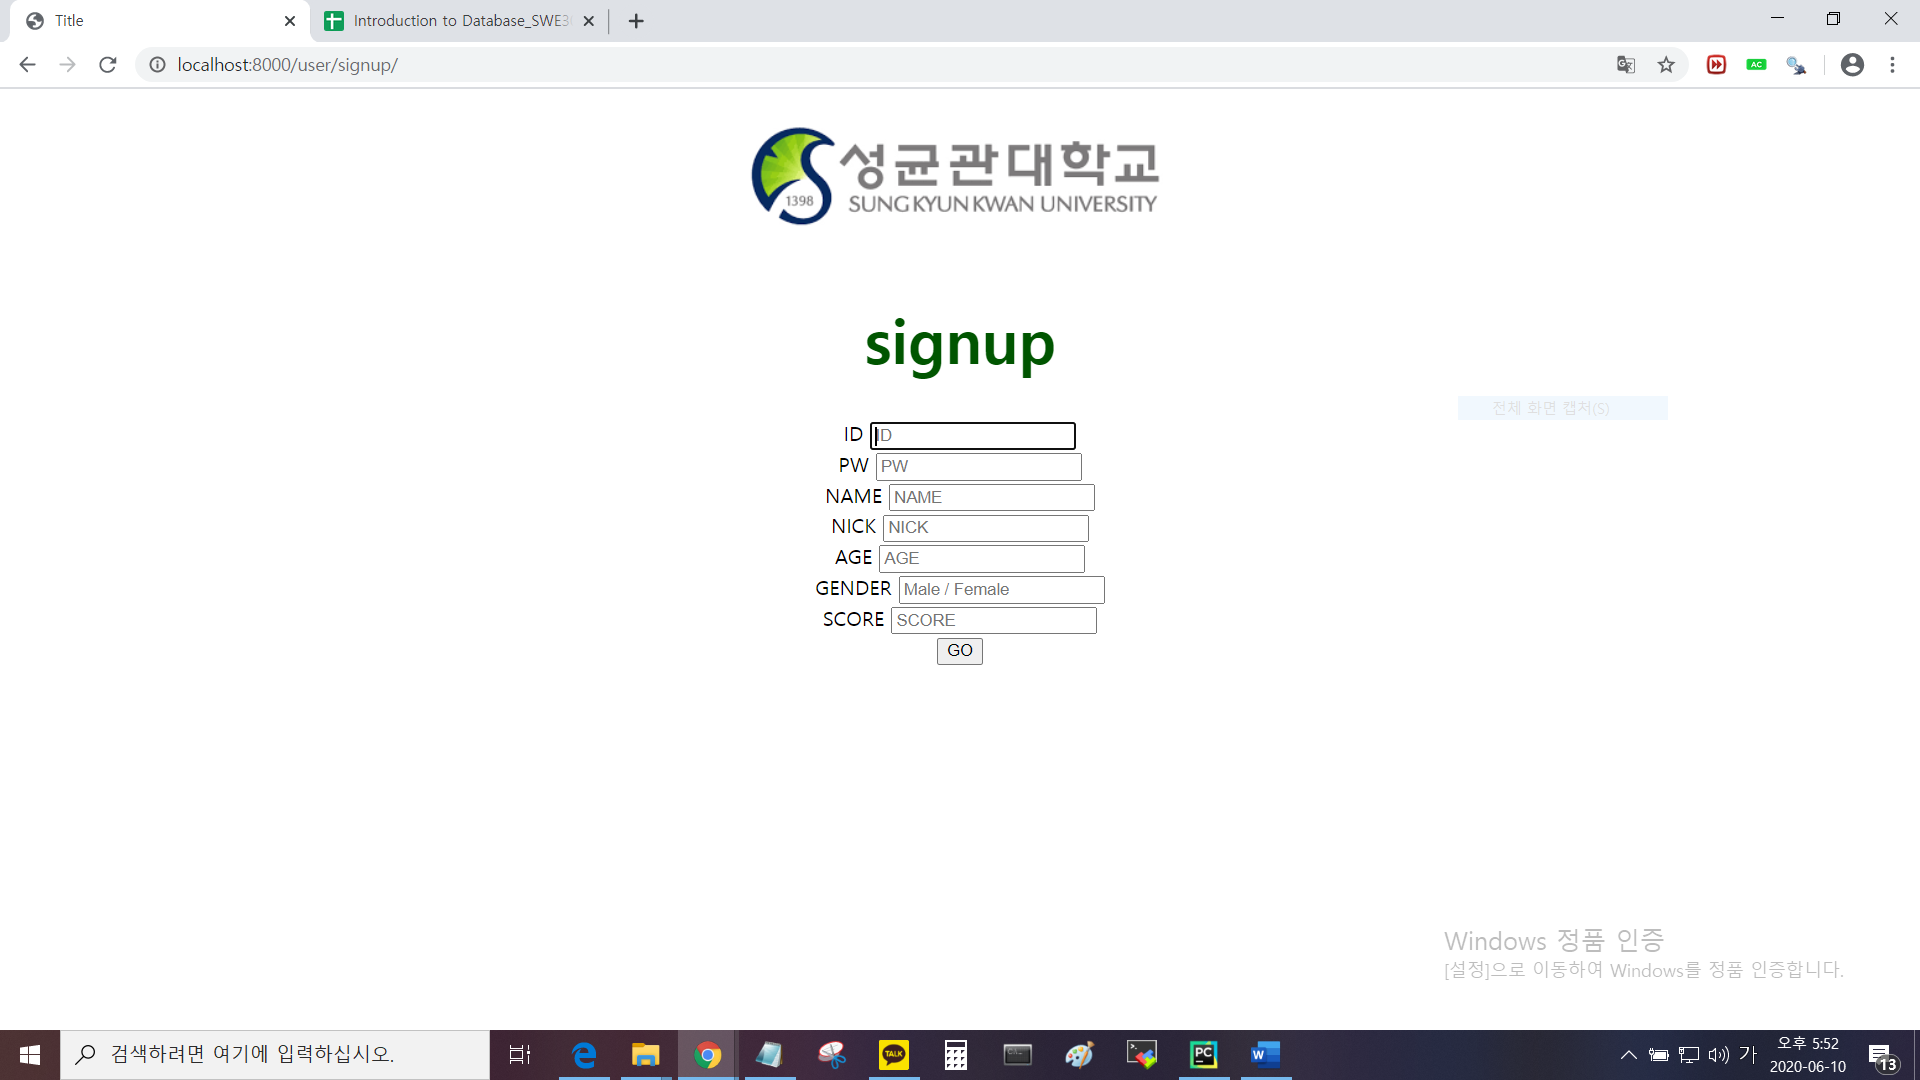 Title
Introduction to Database_SWE3
localhost:8000/user/signup/
AC
성균관대학교
1398
SUNGKYUNKWAN UNIVERSITY
signup
전체 화면 캡처(S)
ID ID
PW PW
NAME NAME
NICK NICK
AGE AGE
GENDER Male / Female
SCORE SCORE
GO
Windows 정품 인증
[설정]으로 이동하여 Windows를 정품 인증합니다.
검색하려면 여기에 입력하십시오.
TALK
PC
W
가
오후 5:52
2020-06-10
13